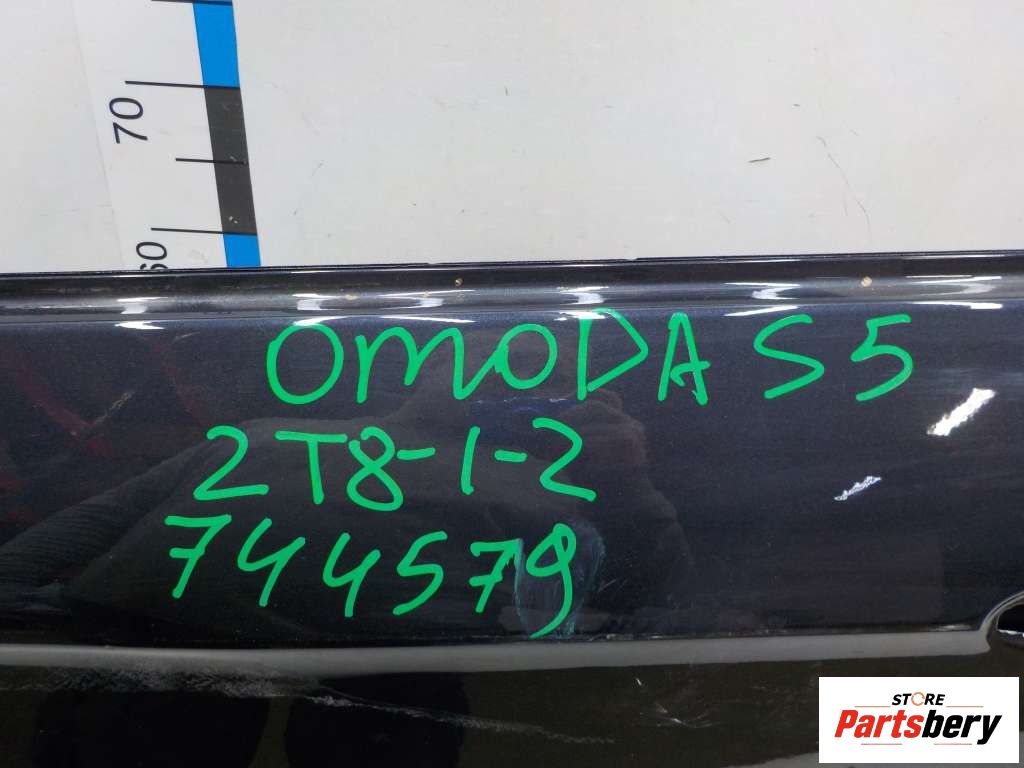 70
60
OMODA S5
2T8-1-2
744579
STORE
Partsbery